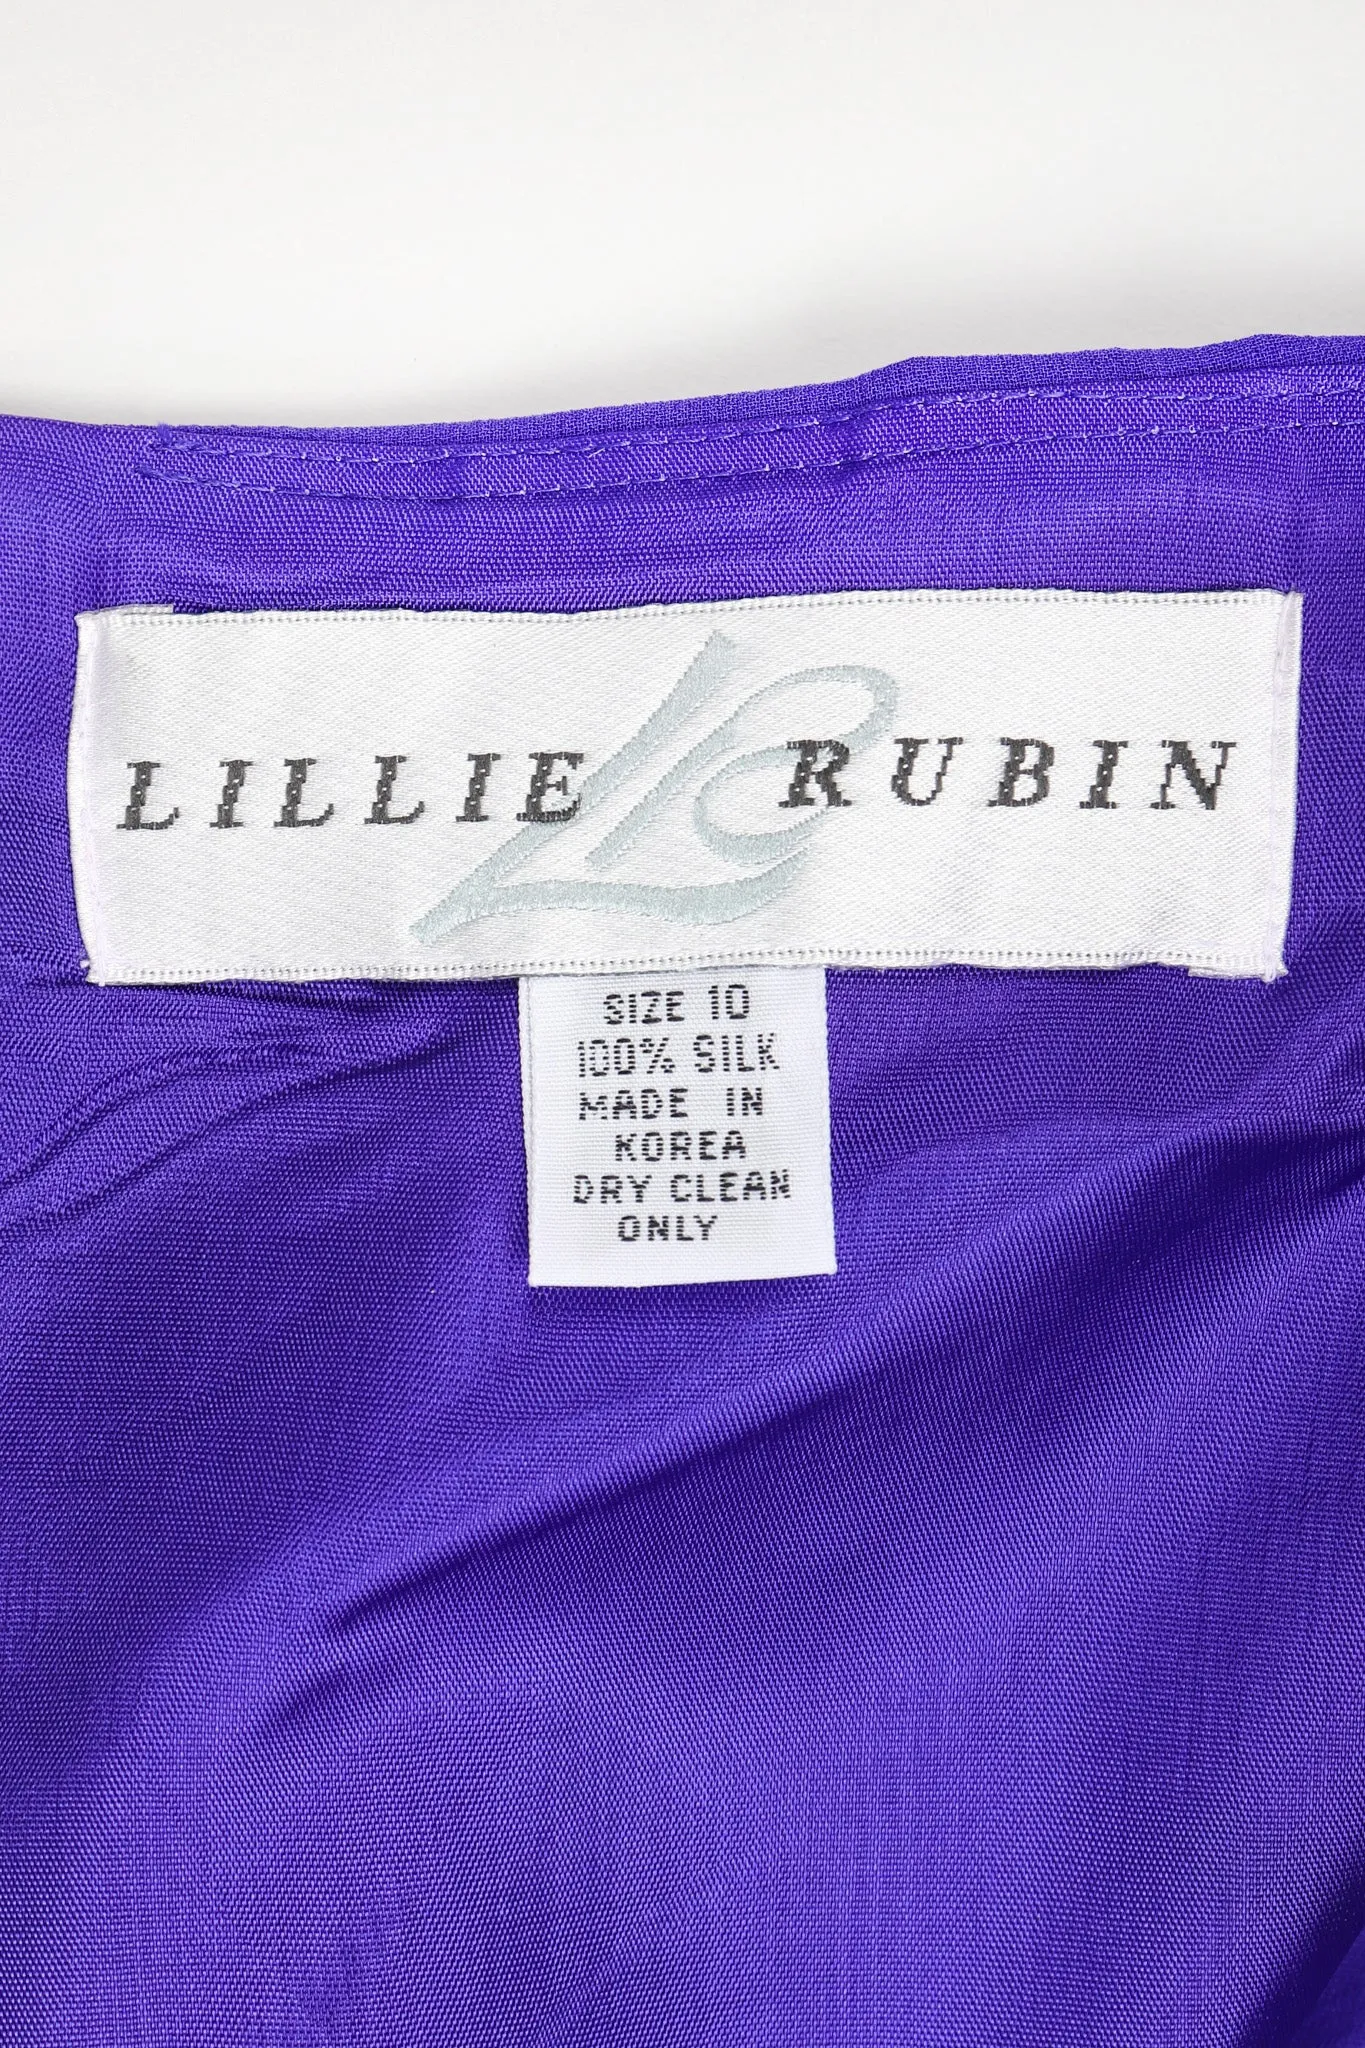 LILLIE RUBIN
SIZE 10
100% SILK
MADE IN
KOREA
DRY CLEAN
ONLY